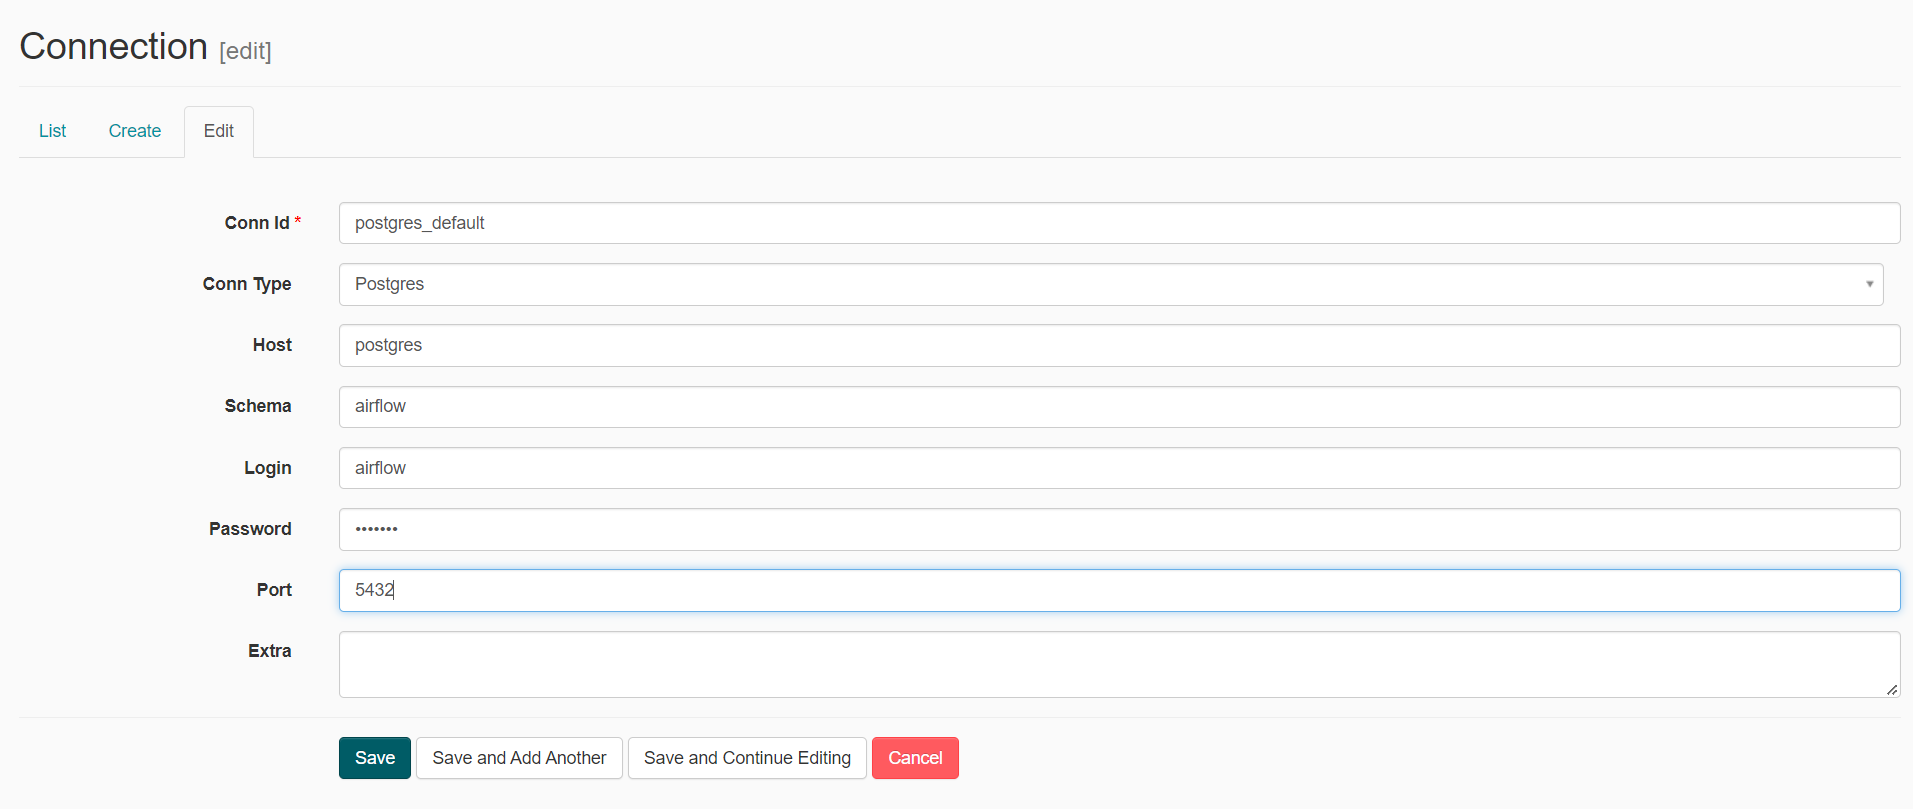 Connection [edit]
List Create Edit
Conn Id * postgres_default
Conn Type Postgres
Host postgres
Schema airflow
Login airflow
Password •••••••
Port 5432
Extra
Save Save and Add Another Save and Continue Editing Cancel